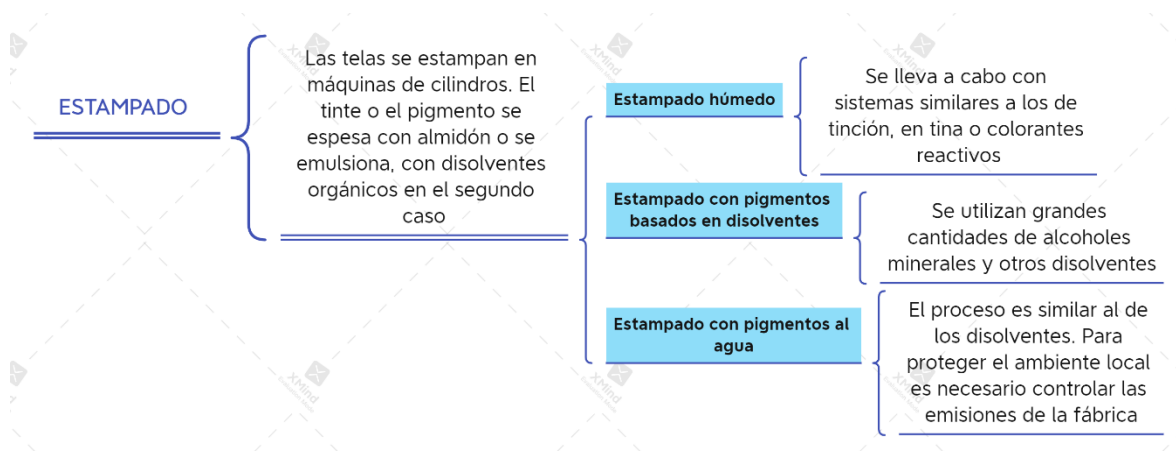 ESTAMPADO
Las telas se estampan en
máquinas de cilindros. El
tinte o el pigmento se
espesa con almidón o se
emulsiona, con disolventes
orgánicos en el segundo
caso
Estampado húmedo
Se lleva a cabo con
sistemas similares a los de
tinción, en tina o colorantes
reactivos
Estampado con pigmentos
basados en disolventes
Se utilizan grandes
cantidades de alcoholes
minerales y otros disolventes
Estampado con pigmentos al
agua
El proceso es similar al de
los disolventes. Para
proteger el ambiente local
es necesario controlar las
emisiones de la fábrica